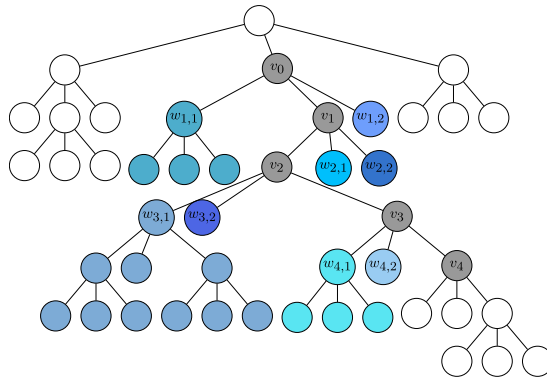 v₀
w₁,₁ v₁ w₁,₂
v₂ w₂,₁ w₂,₂
w₃,₁ w₃,₂ v₃
w₄,₁ w₄,₂ v₄